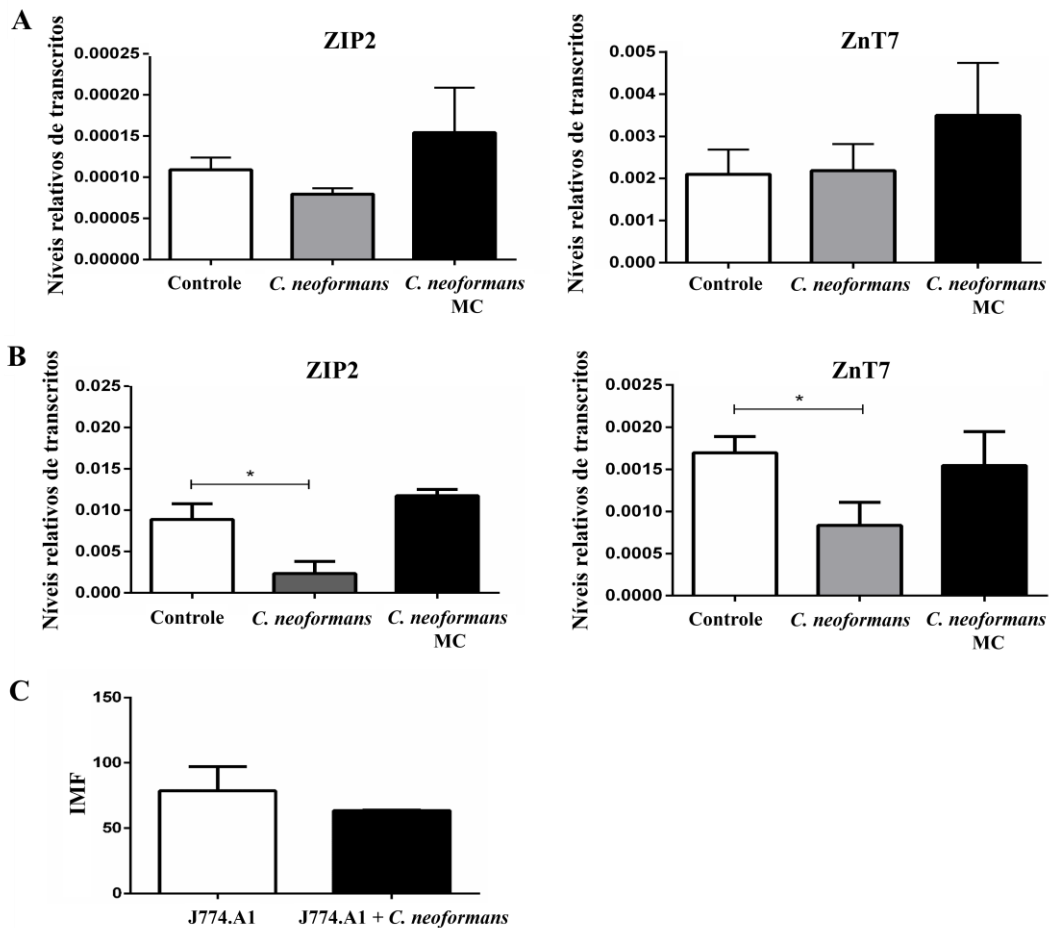 A
ZIP2
Níveis relativos de transcritos
0.00025
0.00020
0.00015
0.00010
0.00005
0.00000
Controle
C. neoformans
C. neoformans
MC
ZnT7
Níveis relativos de transcritos
0.005
0.004
0.003
0.002
0.001
0.000
Controle
C. neoformans
C. neoformans
MC
B
ZIP2
Níveis relativos de transcritos
0.025
0.020
0.015
0.010
0.005
0.000
*
Controle
C. neoformans
C. neoformans
MC
ZnT7
Níveis relativos de transcritos
0.0025
0.0020
0.0015
0.0010
0.0005
0.0000
*
Controle
C. neoformans
C. neoformans
MC
C
IMF
150
100
50
0
J774.A1
J774.A1 + C. neoformans